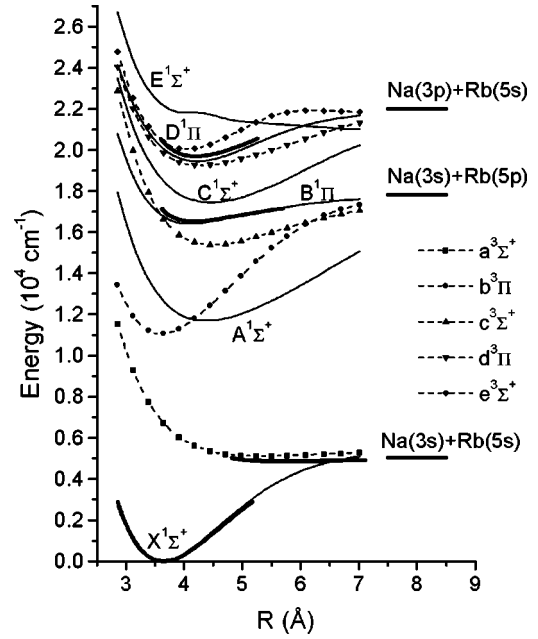 2.6
2.4
2.2
2.0
1.8
1.6
1.4
1.2
1.0
0.8
0.6
0.4
0.2
0.0
Energy (10⁴ cm⁻¹)
3 4 5 6 7 8 9
R (Å)
E¹Σ⁺
D¹Π
C¹Σ⁺
B¹Π
A¹Σ⁺
X¹Σ⁺
Na(3p)+Rb(5s)
Na(3s)+Rb(5p)
a³Σ⁺
b³Π
c³Σ⁺
d³Π
e³Σ⁺
Na(3s)+Rb(5s)